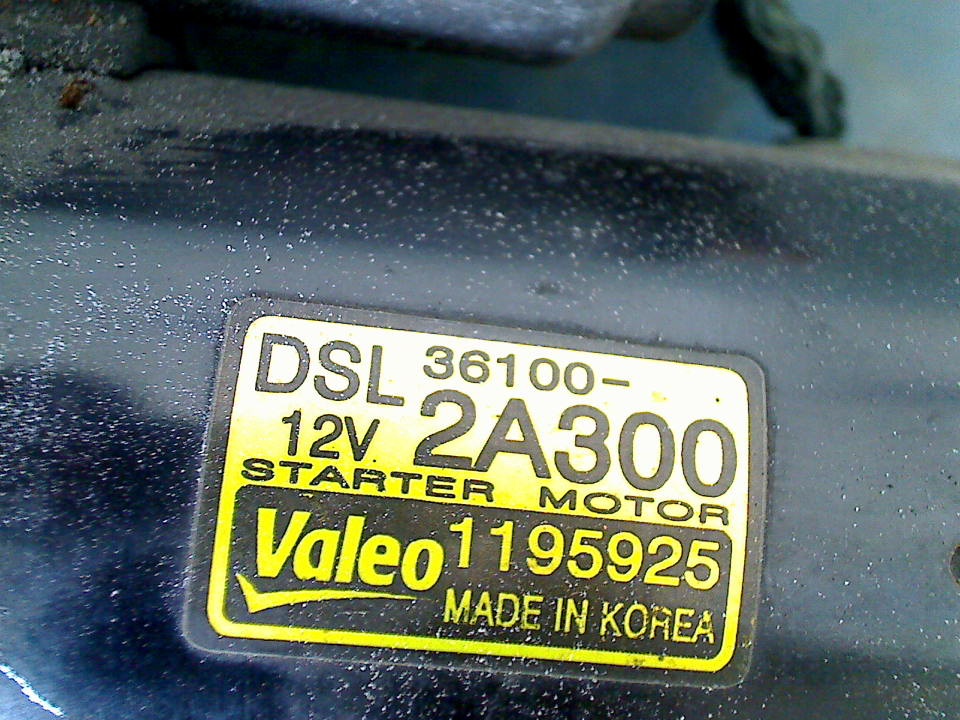 DSL 36100-
12V 2A300
STARTER MOTOR
Valeo 1195925
MADE IN KOREA